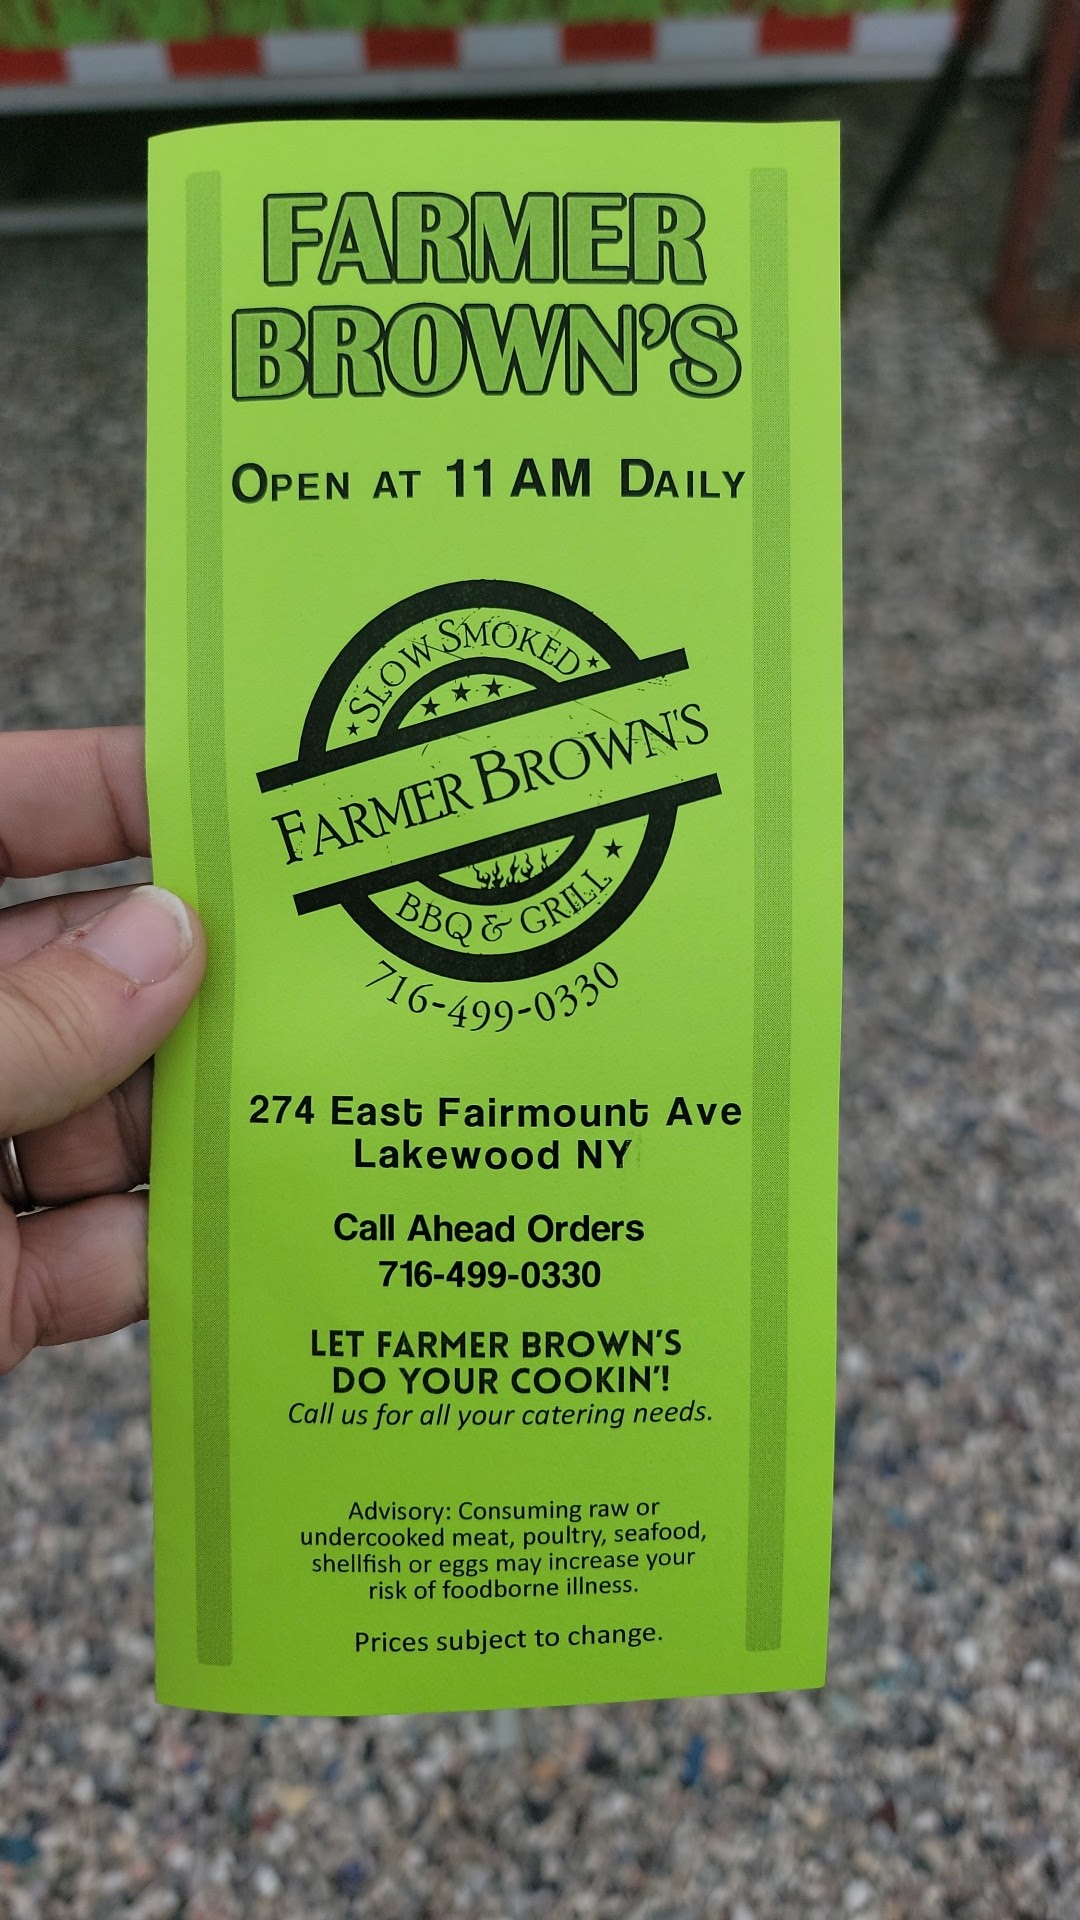 FARMER
BROWN'S
OPEN AT 11 AM DAILY
SLOW SMOKED
FARMER BROWN'S
BBQ & GRILL
716-499-0330
274 East Fairmount Ave
Lakewood NY
Call Ahead Orders
716-499-0330
LET FARMER BROWN'S
DO YOUR COOKIN'!
Call us for all your catering needs.
Advisory: Consuming raw or
undercooked meat, poultry, seafood,
shellfish or eggs may increase your
risk of foodborne illness.
Prices subject to change.